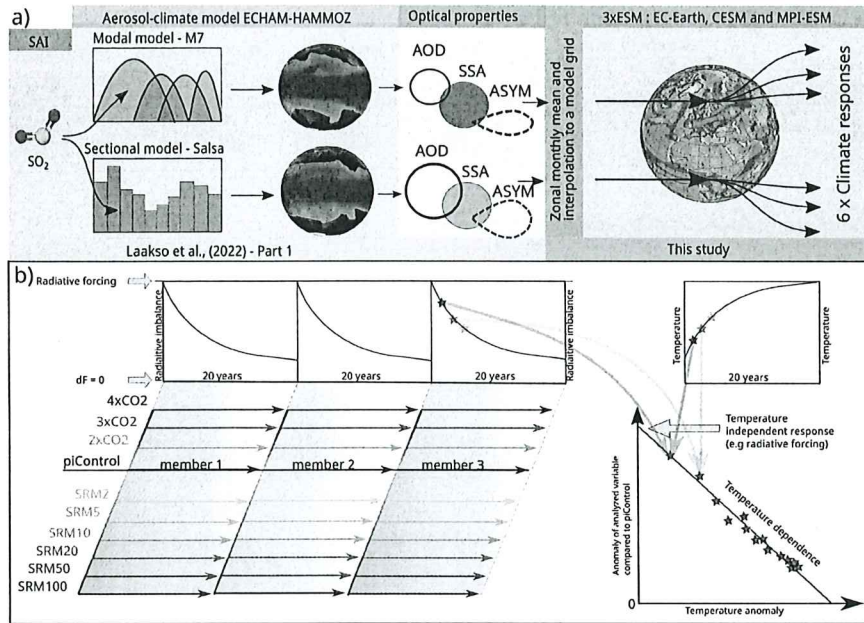 a)
SAI
Aerosol-climate model ECHAM-HAMMOZ
Optical properties
3xESM : EC-Earth, CESM and MPI-ESM
Modal model - M7
SO2
Sectional model - Salsa
AOD
SSA
ASYM
AOD
SSA
ASYM
Zonal monthly mean and
interpolation to a model grid
6 x Climate responses
Laakso et al., (2022) - Part 1
This study
b)
Radiative forcing
Radiaitive imbalance
Radiaitive imbalance
dF = 0
20 years
20 years
20 years
Temperature
Temperature
20 years
4xCO2
3xCO2
2xCO2
piControl
member 1
member 2
member 3
SRM2
SRM5
SRM10
SRM20
SRM50
SRM100
Temperature
independent response
(e.g radiative forcing)
Temperature dependence
Anomaly of analyzed variable
compared to piControl
0
Temperature anomaly